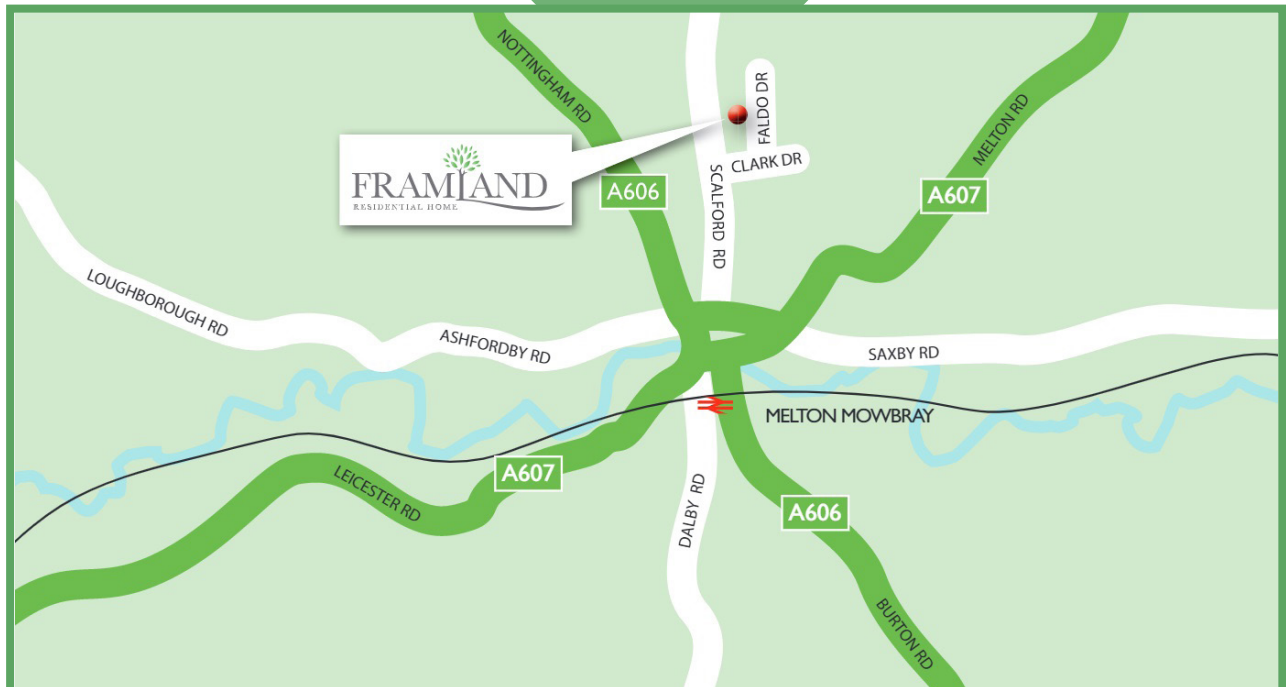 NOTTINGHAM RD
FALDO DR
MELTON RD
CLARK DR
FRAMLAND
RESIDENTIAL HOME
A606
A607
SCALFORD RD
LOUGHBOROUGH RD
ASHFORDBY RD
SAXBY RD
MELTON MOWBRAY
A607
LEICESTER RD
DALBY RD
A606
BURTON RD